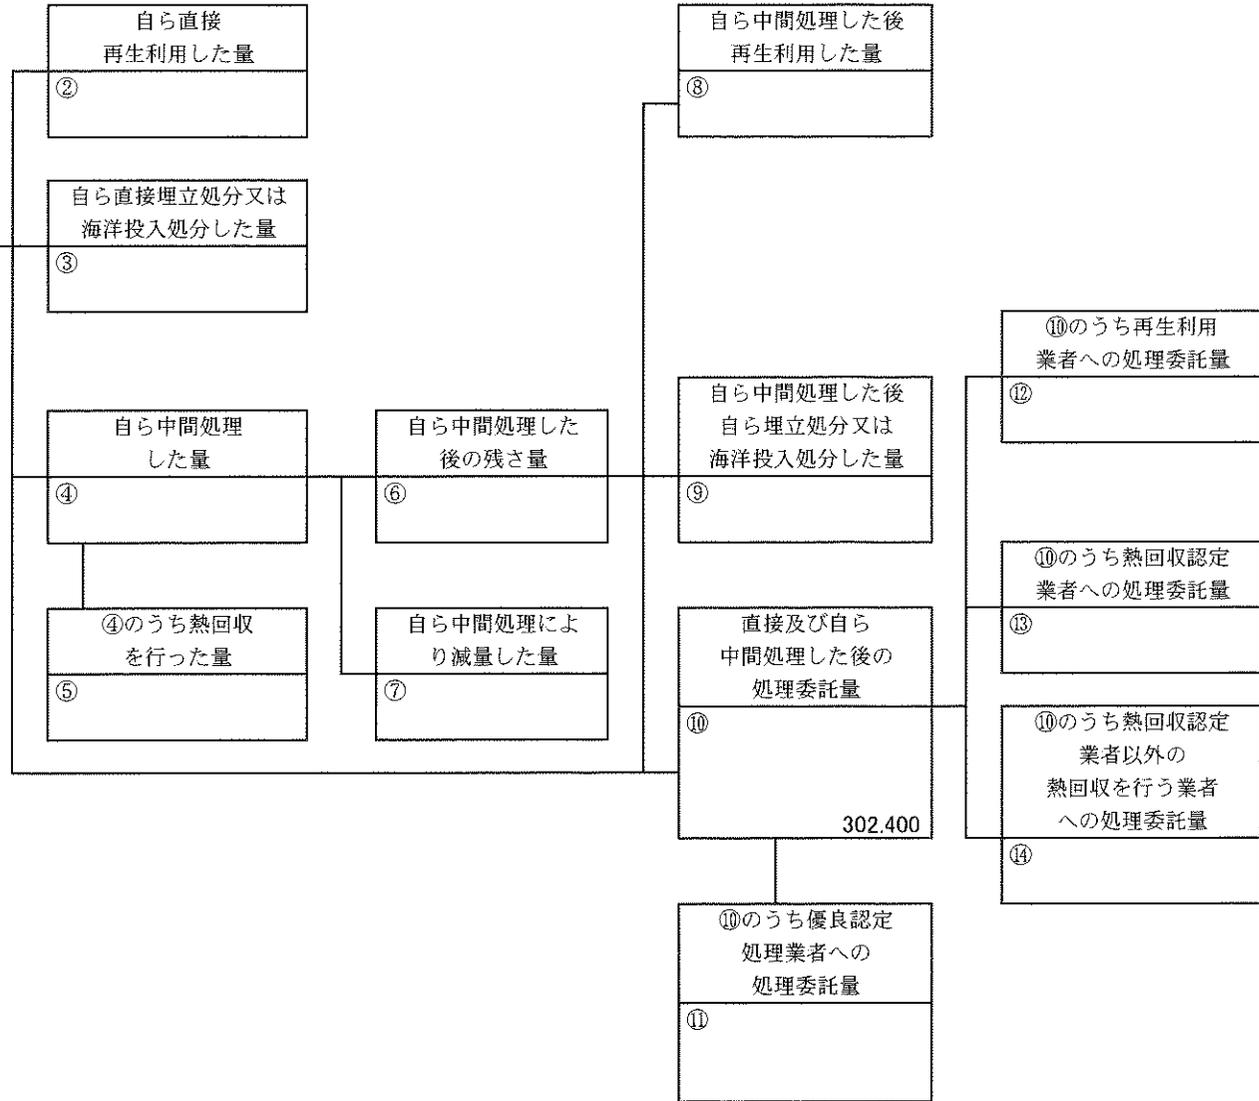 自ら直接
再生利用した量
②
自ら中間処理した後
再生利用した量
⑧
自ら直接埋立処分又は
海洋投入処分した量
③
⑩のうち再生利用
業者への処理委託量
⑫
自ら中間処理
した量
④
自ら中間処理した
後の残さ量
⑥
自ら中間処理した後
自ら埋立処分又は
海洋投入処分した量
⑨
⑩のうち熱回収認定
業者への処理委託量
⑬
④のうち熱回収
を行った量
⑤
自ら中間処理によ
り減量した量
⑦
直接及び自ら
中間処理した後の
処理委託量
⑩
302.400
⑩のうち熱回収認定
業者以外の
熱回収を行う業者
への処理委託量
⑭
⑩のうち優良認定
処理業者への
処理委託量
⑪